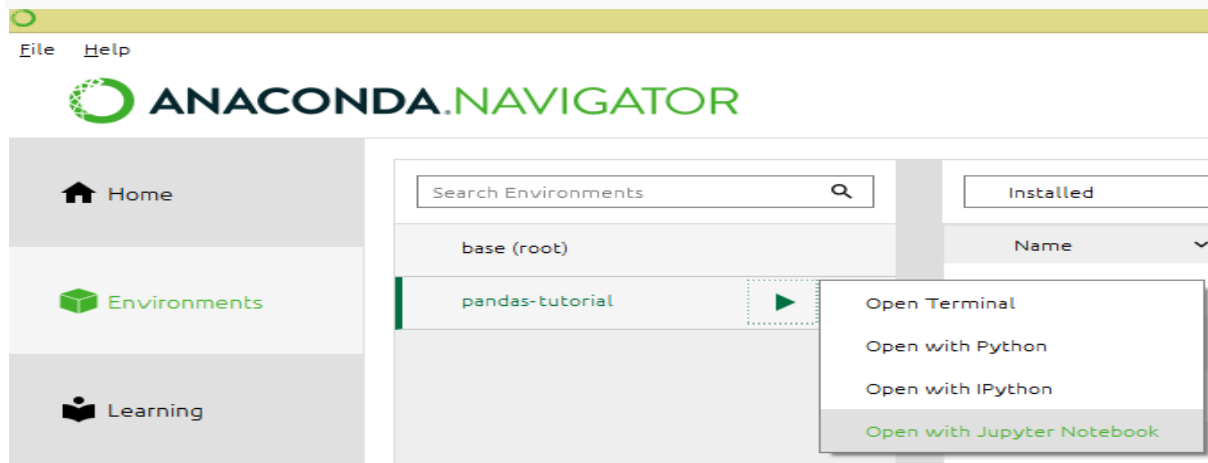 File Help
ANACONDA.NAVIGATOR
Home
Search Environments
Installed
base (root)
Name
Environments
pandas-tutorial
Open Terminal
Open with Python
Open with IPython
Open with Jupyter Notebook
Learning